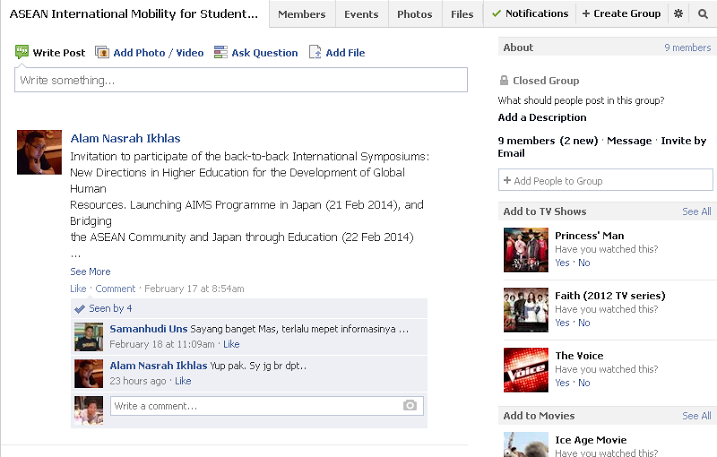 ASEAN International Mobility for Student...
Members
Events
Photos
Files
Notifications
+ Create Group
Write Post
Add Photo / Video
Ask Question
Add File
Write something...
Alam Nasrah Ikhlas
Invitation to participate of the back-to-back International Symposiums:
New Directions in Higher Education for the Development of Global
Human
Resources. Launching AIMS Programme in Japan (21 Feb 2014), and
Bridging
the ASEAN Community and Japan through Education (22 Feb 2014)
...
See More
Like · Comment · February 17 at 8:54am
Seen by 4
Samanhudi Uns Sayang banget Mas, terlalu mepet informasinya ...
February 18 at 11:09am · Like
Alam Nasrah Ikhlas Yup pak. Sy jg br dpt..
23 hours ago · Like
Write a comment...
About
9 members
Closed Group
What should people post in this group?
Add a Description
9 members (2 new) · Message · Invite by
Email
+ Add People to Group
Add to TV Shows
See All
Princess' Man
Have you watched this?
Yes · No
Faith (2012 TV series)
Have you watched this?
Yes · No
The Voice
Have you watched this?
Yes · No
Voice
Add to Movies
See All
Ice Age Movie
Have you watched this?